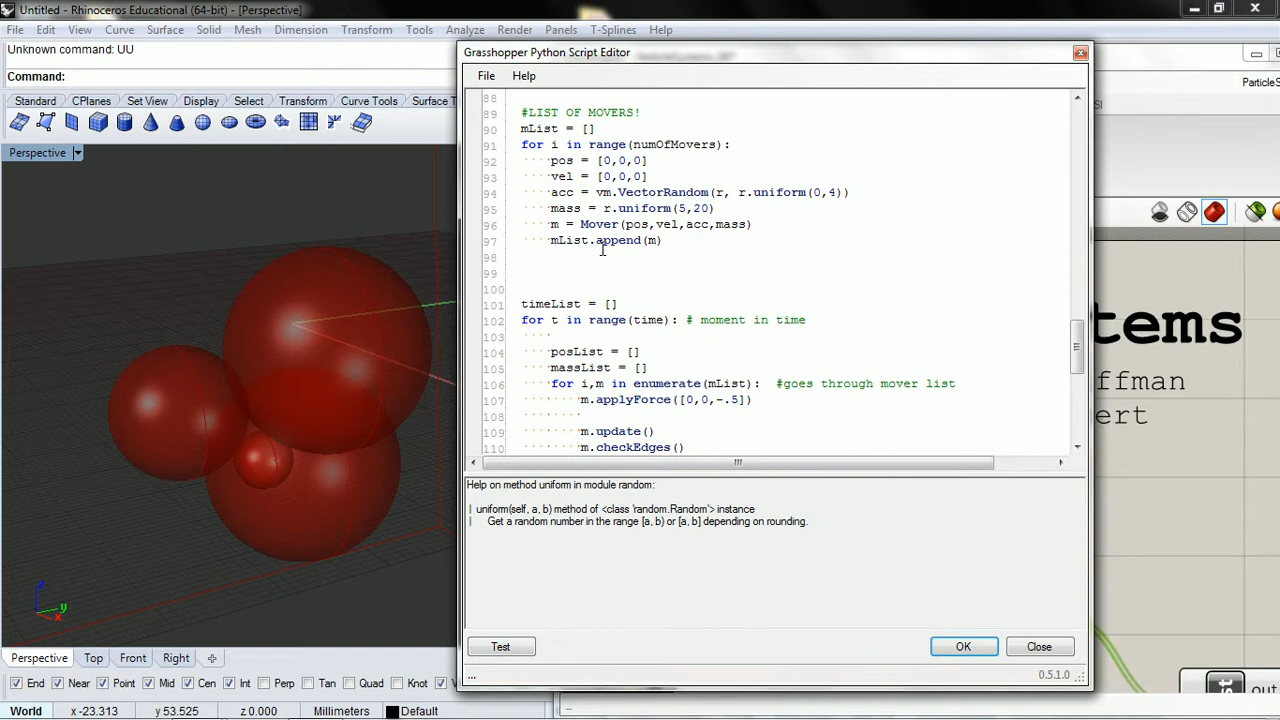 Untitled - Rhinoceros Educational (64-bit) - [Perspective]
File Edit View Curve Surface Solid Mesh Dimension Transform Tools Analyze Render Panels T-Splines Help
Unknown command: UU
Command:
Standard CPlanes Set View Display Select Transform Curve Tools Surface T
Perspective
Grasshopper Python Script Editor
File Help
88
89 #LIST OF MOVERS!
90 mList = []
91 for i in range(numOfMovers):
92 pos = [0,0,0]
93 vel = [0,0,0]
94 acc = vm.VectorRandom(r, r.uniform(0,4))
95 mass = r.uniform(5,20)
96 m = Mover(pos,vel,acc,mass)
97 mList.append(m)
98
99
100
101 timeList = []
102 for t in range(time): # moment in time
103
104 posList = []
105 massList = []
106 for i,m in enumerate(mList): #goes through mover list
107 m.applyForce([0,0,-.5])
108
109 m.update()
110 m.checkEdges()
Help on method uniform in module random:
| uniform(self, a, b) method of <class 'random.Random'> instance
| Get a random number in the range [a, b) or [a, b] depending on rounding.
Test OK Close
... 0.5.1.0
ParticleS
tems
ffman
ert
out
z
y
x
Perspective Top Front Right
End Near Point Mid Cen Int Perp Tan Quad Knot V
World x -23.313 y 53.525 z 0.000 Millimeters Default